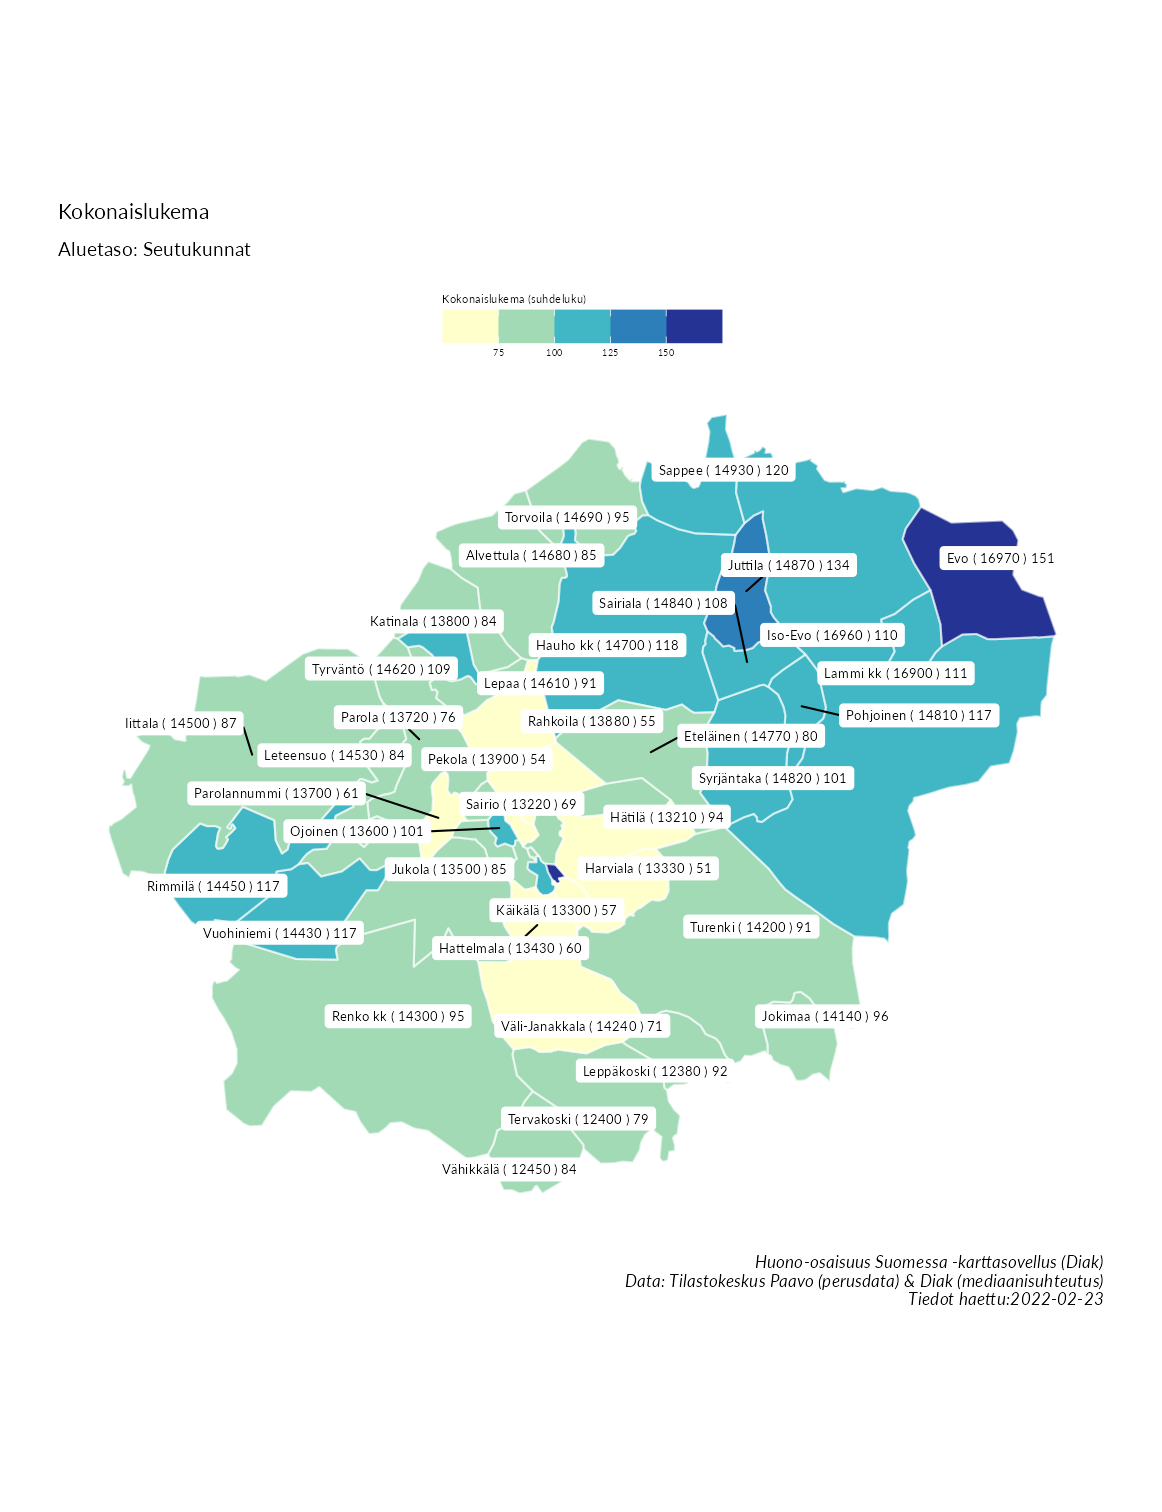 Kokonaislukema
Aluetaso: Seutukunnat
Kokonaislukema (suhdeluku)
75 100 125 150
Sappee ( 14930 ) 120
Torvoila ( 14690 ) 95
Alvettula ( 14680 ) 85
Evo ( 16970 ) 151
Juttila ( 14870 ) 134
Sairiala ( 14840 ) 108
Katinala ( 13800 ) 84
Iso-Evo ( 16960 ) 110
Hauho kk ( 14700 ) 118
Tyrväntö ( 14620 ) 109
Lammi kk ( 16900 ) 111
Lepaa ( 14610 ) 91
Parola ( 13720 ) 76
Pohjoinen ( 14810 ) 117
Iittala ( 14500 ) 87
Rahkoila ( 13880 ) 55
Eteläinen ( 14770 ) 80
Leteensuo ( 14530 ) 84
Pekola ( 13900 ) 54
Syrjäntaka ( 14820 ) 101
Parolannummi ( 13700 ) 61
Sairio ( 13220 ) 69
Hätilä ( 13210 ) 94
Ojoinen ( 13600 ) 101
Jukola ( 13500 ) 85
Harviala ( 13330 ) 51
Rimmilä ( 14450 ) 117
Käikälä ( 13300 ) 57
Turenki ( 14200 ) 91
Vuohiniemi ( 14430 ) 117
Hattelmala ( 13430 ) 60
Renko kk ( 14300 ) 95
Jokimaa ( 14140 ) 96
Väli-Janakkala ( 14240 ) 71
Leppäkoski ( 12380 ) 92
Tervakoski ( 12400 ) 79
Vähikkälä ( 12450 ) 84
Huono-osaisuus Suomessa -karttasovellus (Diak)
Data: Tilastokeskus Paavo (perusdata) & Diak (mediaanisuhteutus)
Tiedot haettu:2022-02-23